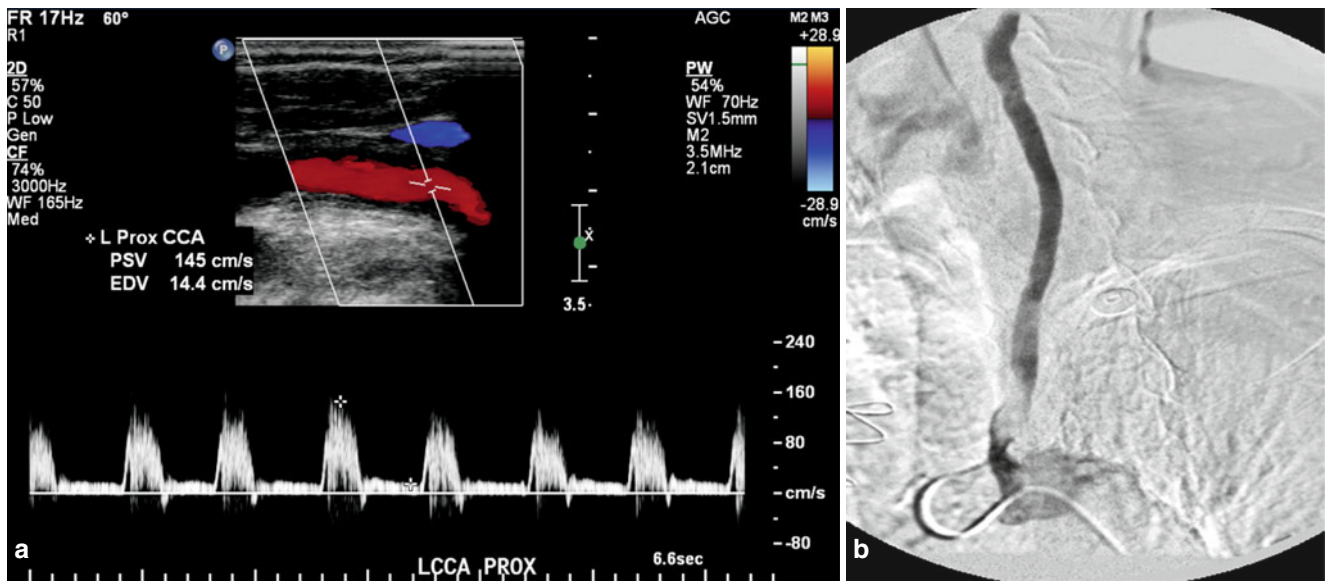 FR 17Hz 60°
R1
2D
57%
C 50
P Low
Gen
CF
74%
3000Hz
WF 165Hz
Med
P
L Prox CCA
PSV 145 cm/s
EDV 14.4 cm/s
X
3.5
AGC
PW
54%
WF 70Hz
SV1.5mm
M2
3.5MHz
2.1cm
M2 M3
+28.9
-28.9
cm/s
240
160
80
cm/s
-80
LCCA PROX
6.6sec
a
b